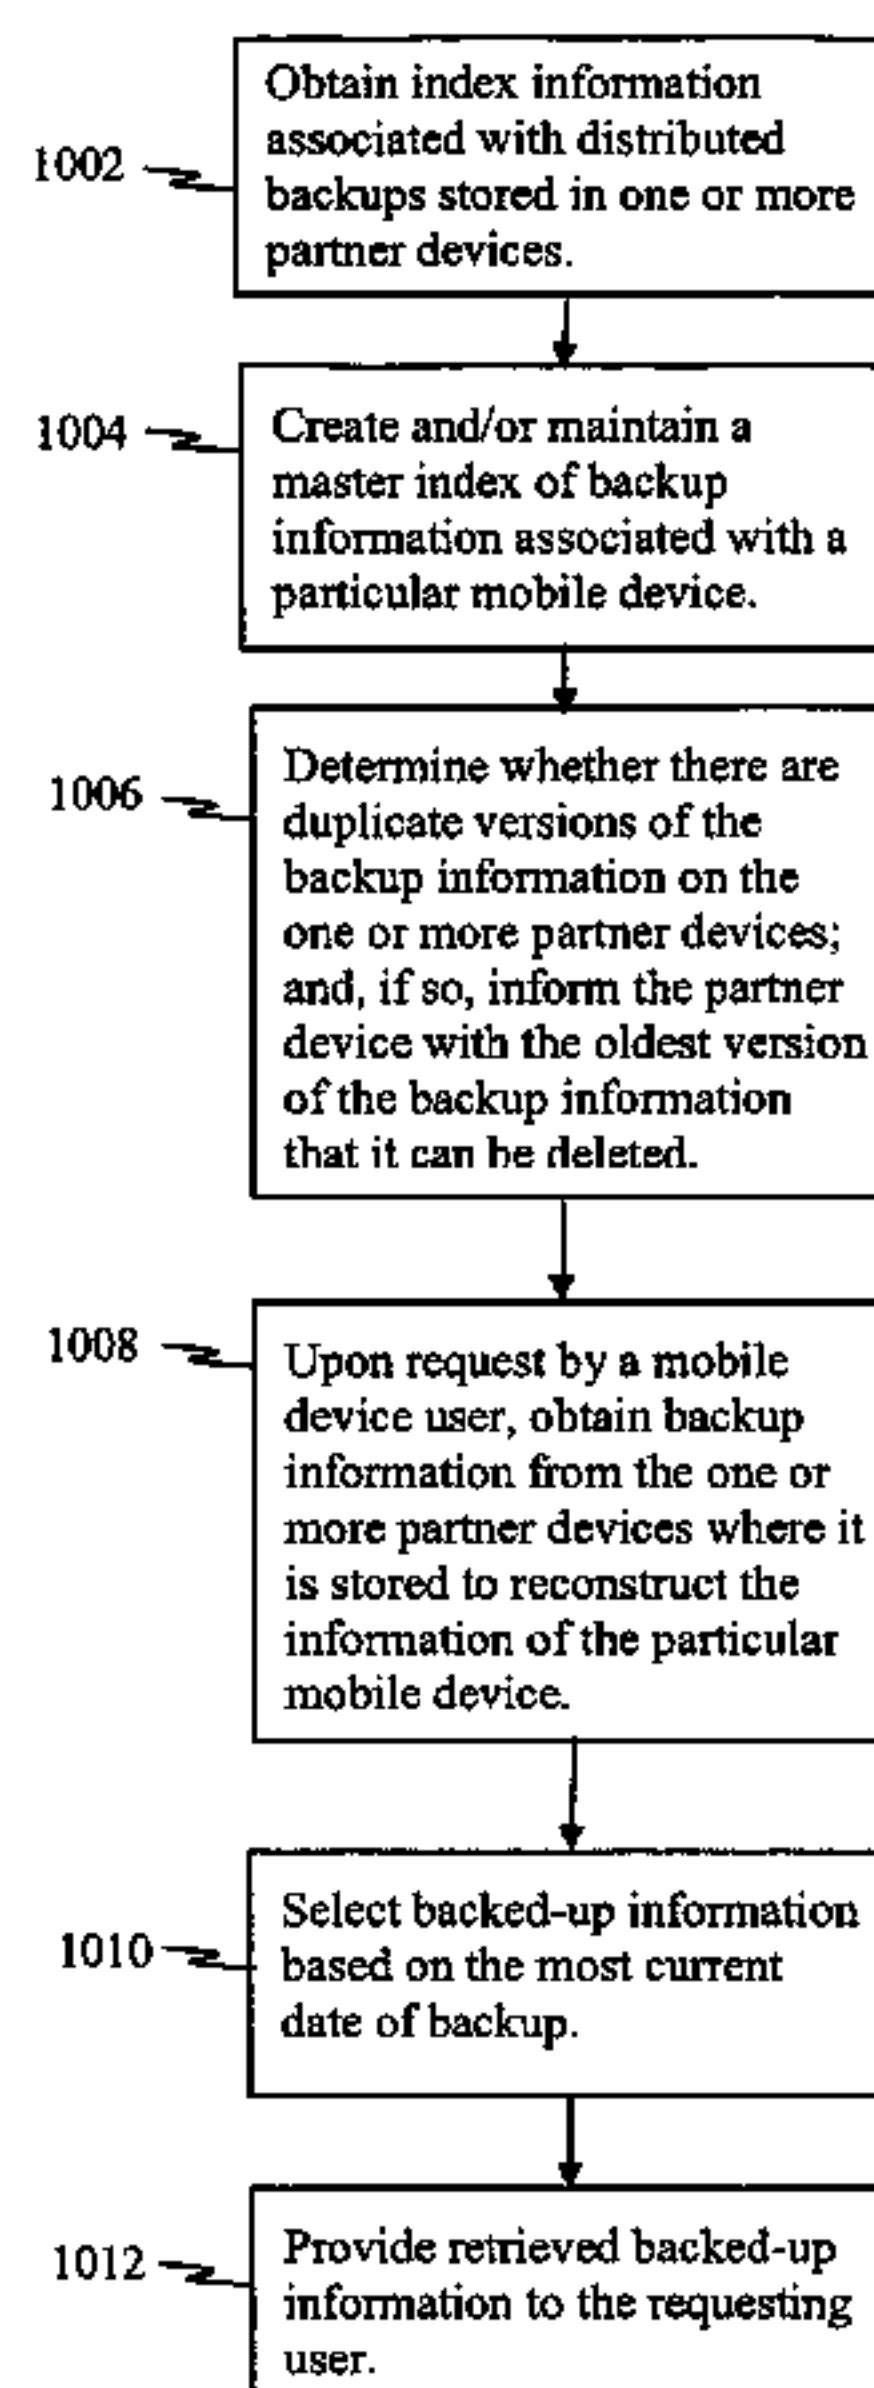 1002
Obtain index information
associated with distributed
backups stored in one or more
partner devices.
1004
Create and/or maintain a
master index of backup
information associated with a
particular mobile device.
1006
Determine whether there are
duplicate versions of the
backup information on the
one or more partner devices;
and, if so, inform the partner
device with the oldest version
of the backup information
that it can be deleted.
1008
Upon request by a mobile
device user, obtain backup
information from the one or
more partner devices where it
is stored to reconstruct the
information of the particular
mobile device.
1010
Select backed-up information
based on the most current
date of backup.
1012
Provide retrieved backed-up
information to the requesting
user.